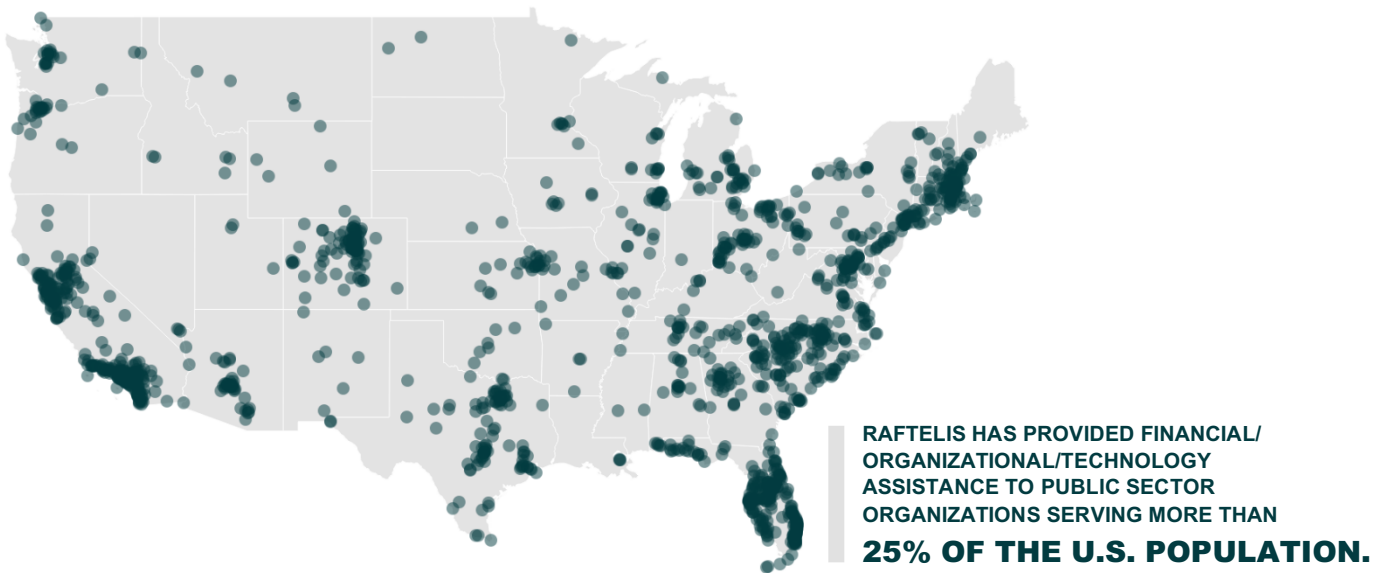 RAFTELIS HAS PROVIDED FINANCIAL/
ORGANIZATIONAL/TECHNOLOGY
ASSISTANCE TO PUBLIC SECTOR
ORGANIZATIONS SERVING MORE THAN
25% OF THE U.S. POPULATION.